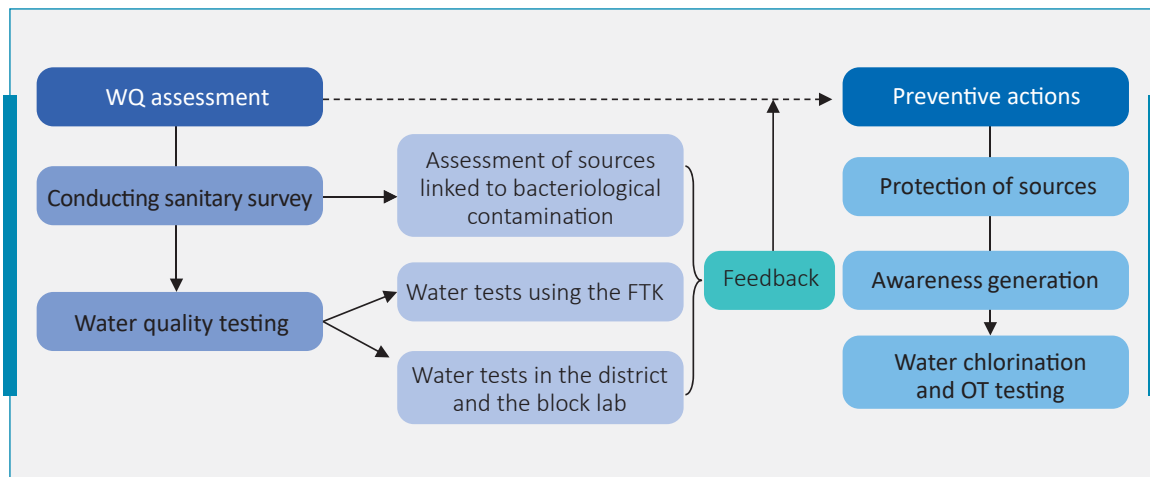 WQ assessment
Preventive actions
Conducting sanitary survey
Assessment of sources
linked to bacteriological
contamination
Protection of sources
Water quality testing
Water tests using the FTK
Feedback
Awareness generation
Water tests in the district
and the block lab
Water chlorination
and OT testing